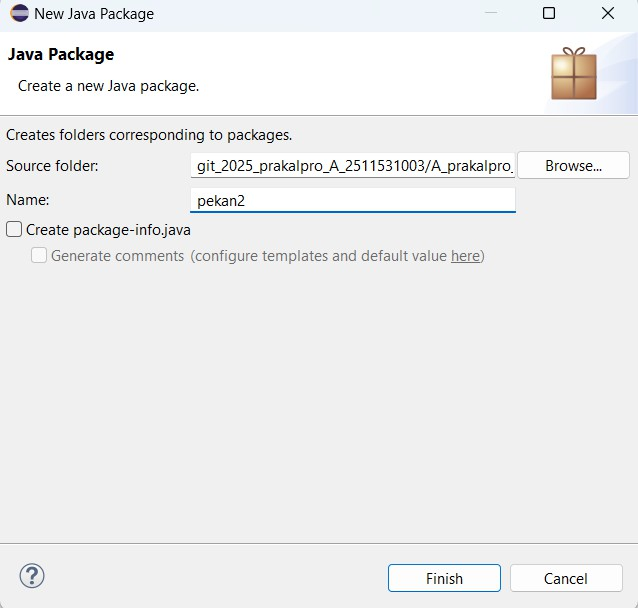 New Java Package
Java Package
Create a new Java package.
Creates folders corresponding to packages.
Source folder: git_2025_prakalpro_A_2511531003/A_prakalpro_ Browse...
Name: pekan2
Create package-info.java
Generate comments (configure templates and default value here)
? Finish Cancel